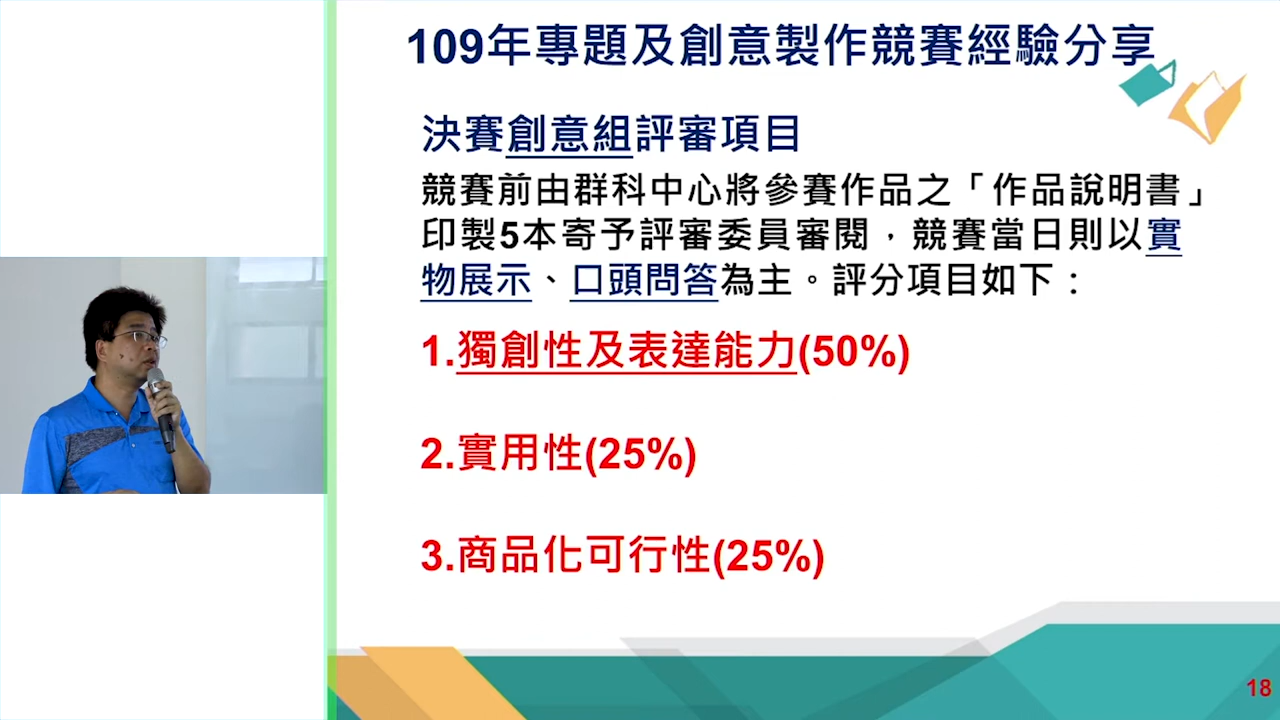 109年專題及創意製作競賽經驗分享
決賽創意組評審項目
競賽前由群科中心將參賽作品之「作品說明書」
印製5本寄予評審委員審閱，競賽當日則以實
物展示、口頭問答為主。評分項目如下：
1.獨創性及表達能力(50%)
2.實用性(25%)
3.商品化可行性(25%)
18